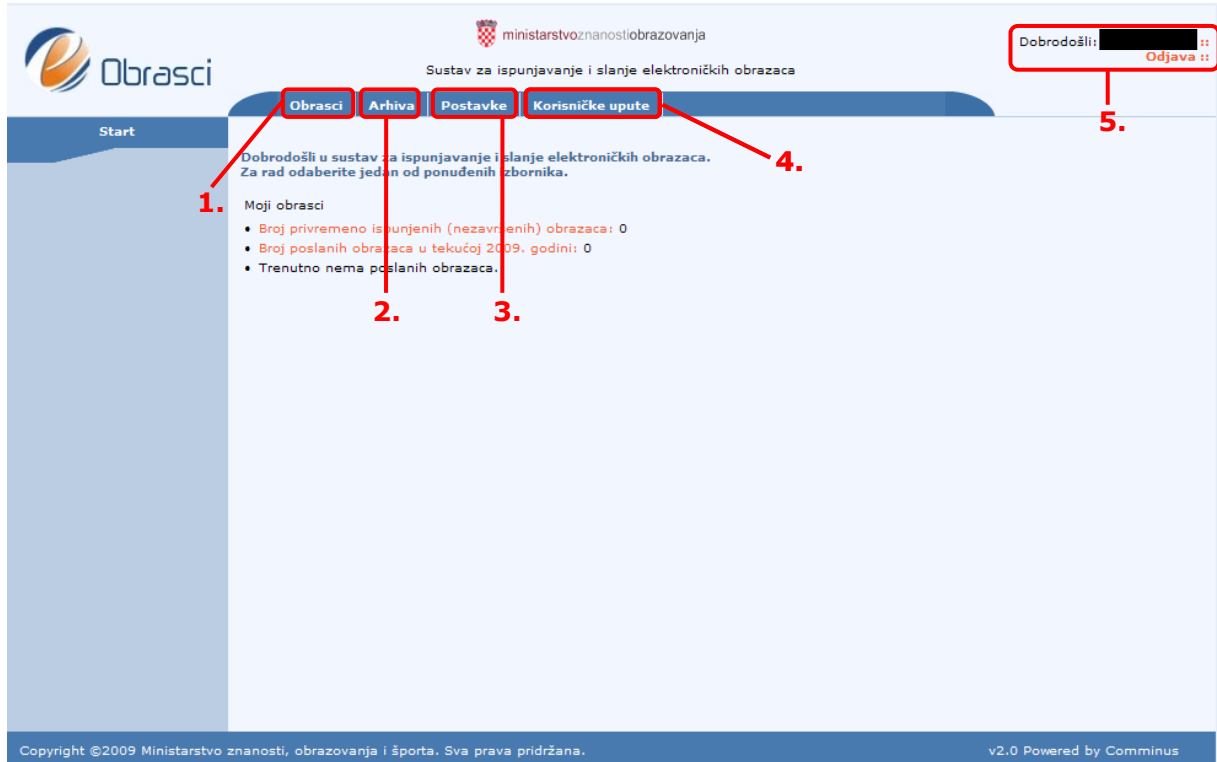 Obrasci
ministarstvoznanostiobrazovanja
Sustav za ispunjavanje i slanje elektroničkih obrazaca
Dobrodošli: ::
Odjava ::
5.
Obrasci Arhiva Postavke Korisničke upute
Start
Dobrodošli u sustav za ispunjavanje i slanje elektroničkih obrazaca.
Za rad odaberite jedan od ponuđenih izbornika.
4.
1.
Moji obrasci
• Broj privremeno ispunjenih (nezavršenih) obrazaca: 0
• Broj poslanih obrazaca u tekućoj 2009. godini: 0
• Trenutno nema poslanih obrazaca.
2. 3.
Copyright ©2009 Ministarstvo znanosti, obrazovanja i športa. Sva prava pridržana. v2.0 Powered by Comminus